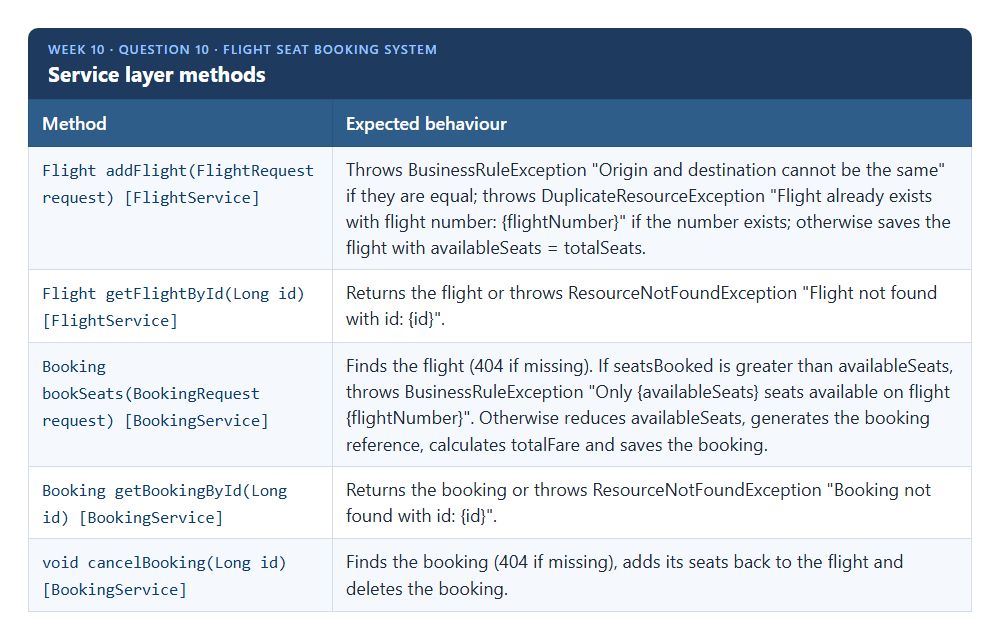 WEEK 10 · QUESTION 10 · FLIGHT SEAT BOOKING SYSTEM
Service layer methods
Method
Expected behaviour
Flight addFlight(FlightRequest
request) [FlightService]
Throws BusinessRuleException "Origin and destination cannot be the same"
if they are equal; throws DuplicateResourceException "Flight already exists
with flight number: {flightNumber}" if the number exists; otherwise saves the
flight with availableSeats = totalSeats.
Flight getFlightById(Long id)
[FlightService]
Returns the flight or throws ResourceNotFoundException "Flight not found
with id: {id}".
Booking
bookSeats(BookingRequest
request) [BookingService]
Finds the flight (404 if missing). If seatsBooked is greater than availableSeats,
throws BusinessRuleException "Only {availableSeats} seats available on flight
{flightNumber}". Otherwise reduces availableSeats, generates the booking
reference, calculates totalFare and saves the booking.
Booking getBookingById(Long
id) [BookingService]
Returns the booking or throws ResourceNotFoundException "Booking not
found with id: {id}".
void cancelBooking(Long id)
[BookingService]
Finds the booking (404 if missing), adds its seats back to the flight and
deletes the booking.